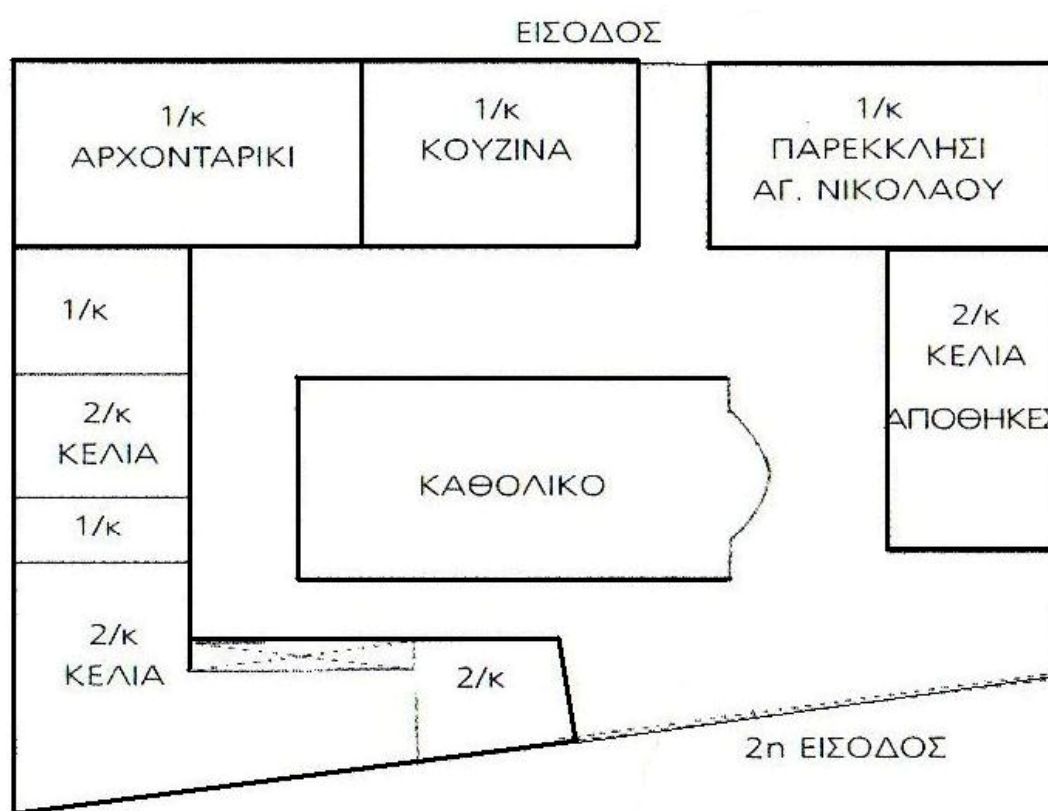 ΕΙΣΟΔΟΣ
1/κ
ΑΡΧΟΝΤΑΡΙΚΙ
1/κ
ΚΟΥΖΙΝΑ
1/κ
ΠΑΡΕΚΚΛΗΣΙ
ΑΓ. ΝΙΚΟΛΑΟΥ
1/κ
2/κ
ΚΕΛΙΑ
1/κ
2/κ
ΚΕΛΙΑ
2/κ
ΚΑΘΟΛΙΚΟ
2/κ
ΚΕΛΙΑ
ΑΠΟΘΗΚΕΣ
2η ΕΙΣΟΔΟΣ